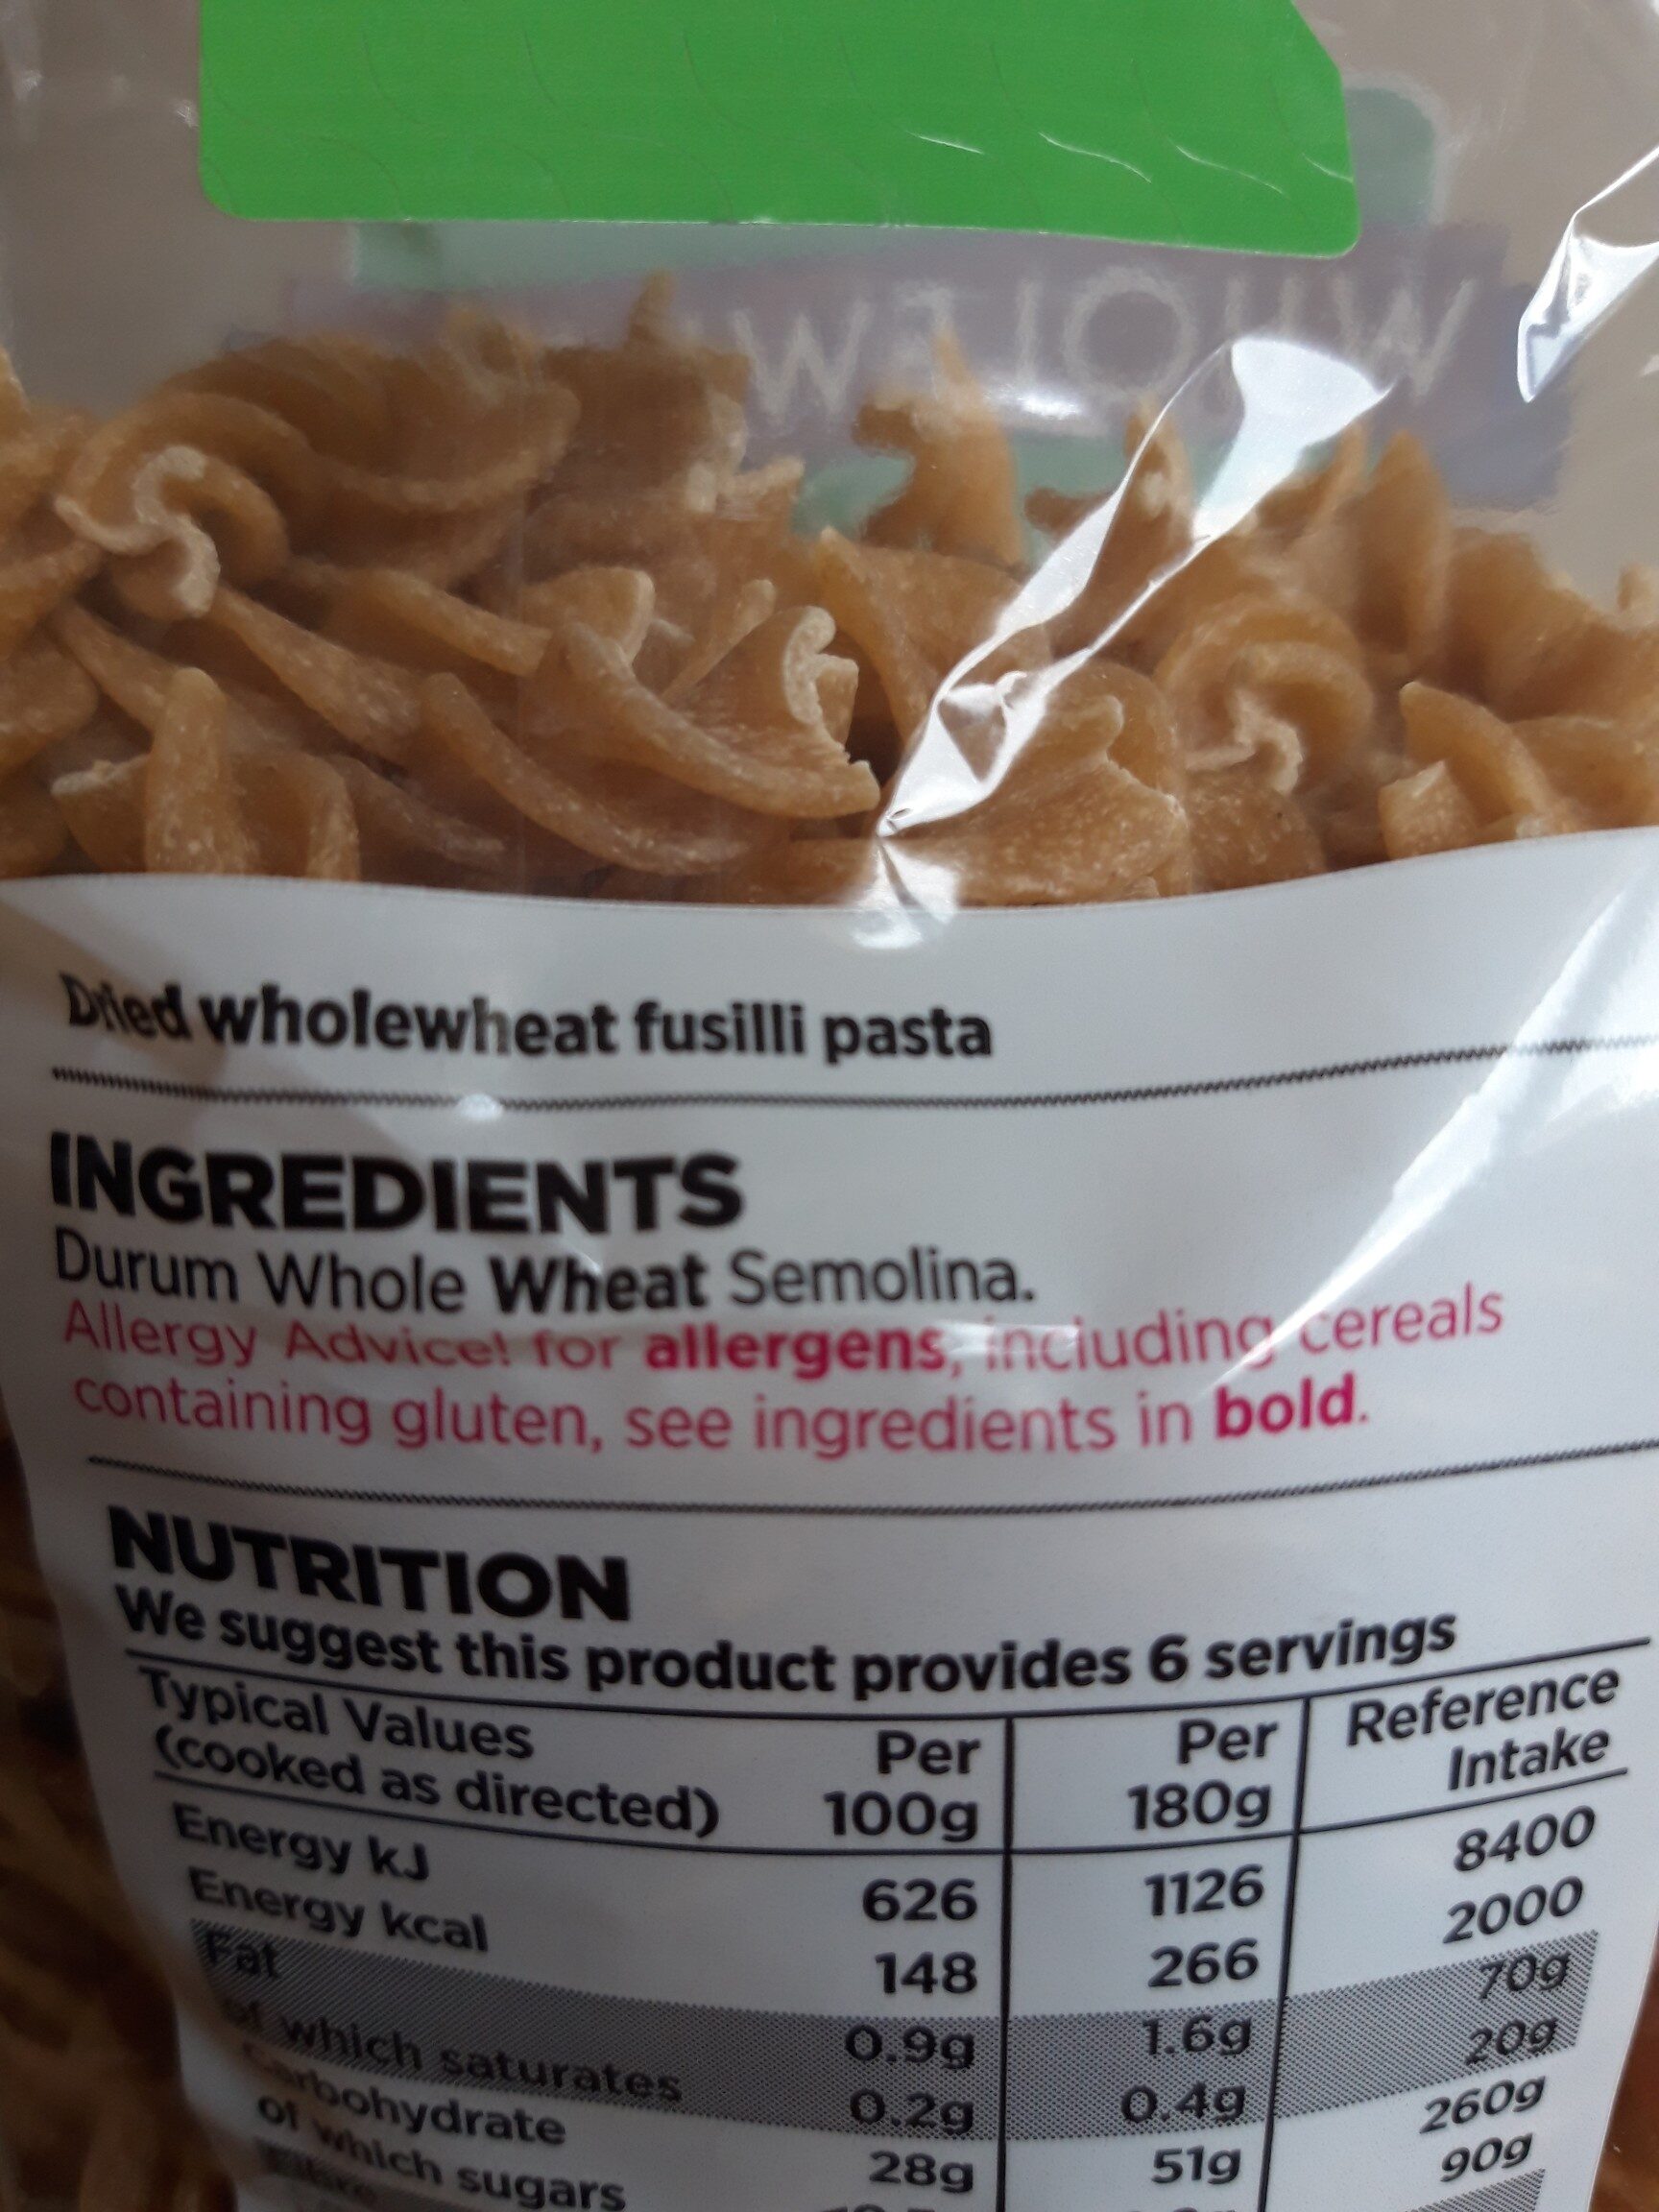 WHOLEW
Dried wholewheat fusilli pasta
INGREDIENTS
Durum Whole Wheat Semolina.
Allergy Advice! for allergens, including cereals
containing gluten, see ingredients in bold.
NUTRITION
We suggest this product provides 6 servings
Typical Values (cooked as directed) Per 100g Per 180g Reference Intake
Energy kJ 626 1126 8400
Energy kcal 148 266 2000
Fat 0.9g 1.6g 70g
of which saturates 0.2g 0.4g 20g
Carbohydrate 28g 51g 260g
of which sugars 90g